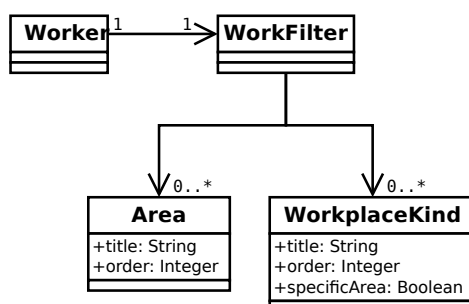 Worker
1
1
WorkFilter
0..*
0..*
Area
+title: String
+order: Integer
WorkplaceKind
+title: String
+order: Integer
+specificArea: Boolean